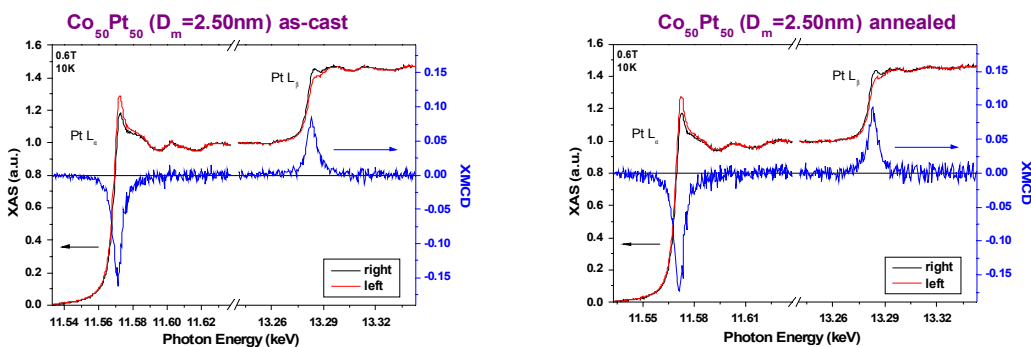 Co50Pt50 (Dm=2.50nm) as-cast
1.6
1.4
1.2
1.0
0.8
0.6
0.4
0.2
0.0
XAS (a.u.)
0.6T
10K
Pt Lα
Pt Lβ
right
left
0.15
0.10
0.05
0.00
-0.05
-0.10
-0.15
XMCD
11.54 11.56 11.58 11.60 11.62 13.26 13.29 13.32
Photon Energy (keV)
Co50Pt50 (Dm=2.50nm) annealed
1.6
1.4
1.2
1.0
0.8
0.6
0.4
0.2
0.0
XAS (a.u.)
0.6T
10K
Pt Lα
Pt Lβ
right
left
0.15
0.10
0.05
0.00
-0.05
-0.10
-0.15
XMCD
11.55 11.58 11.61 13.26 13.29 13.32
Photon Energy (keV)